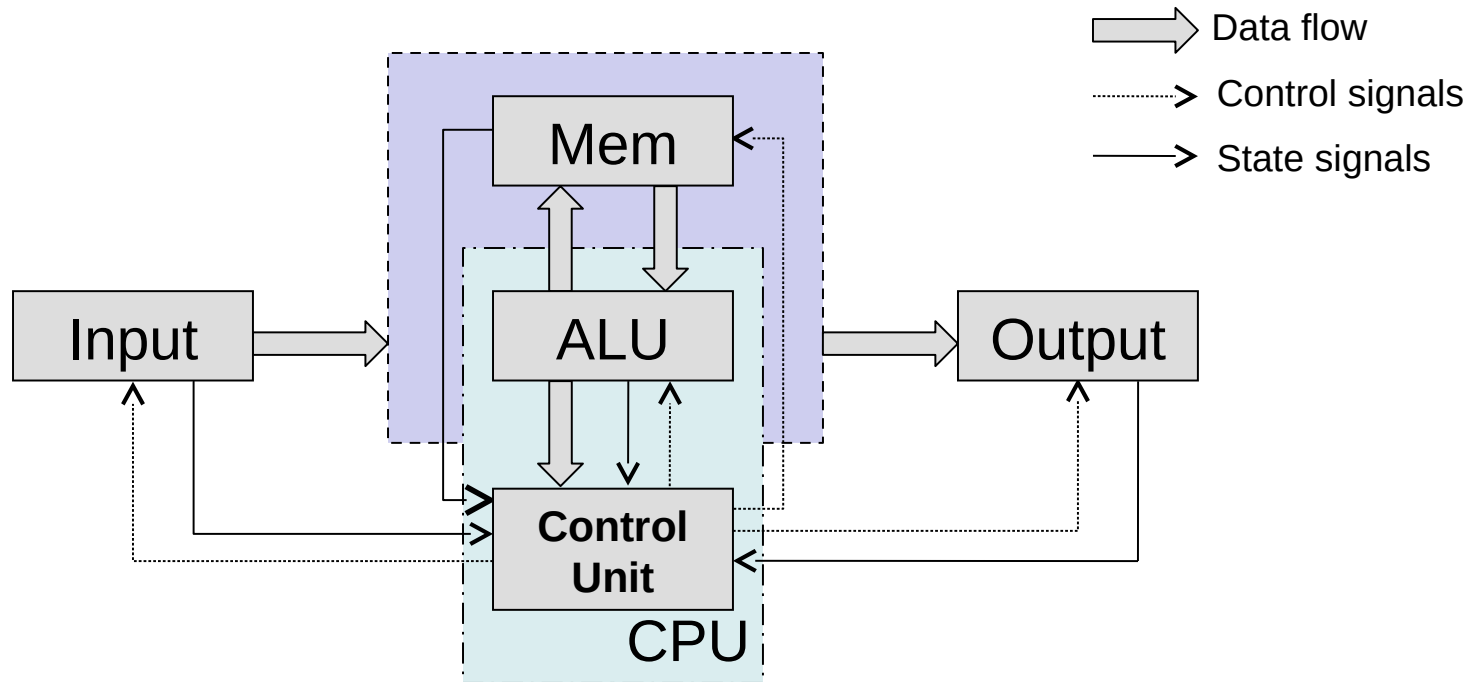 Data flow
Control signals
State signals
Mem
Input
ALU
Output
Control
Unit
CPU